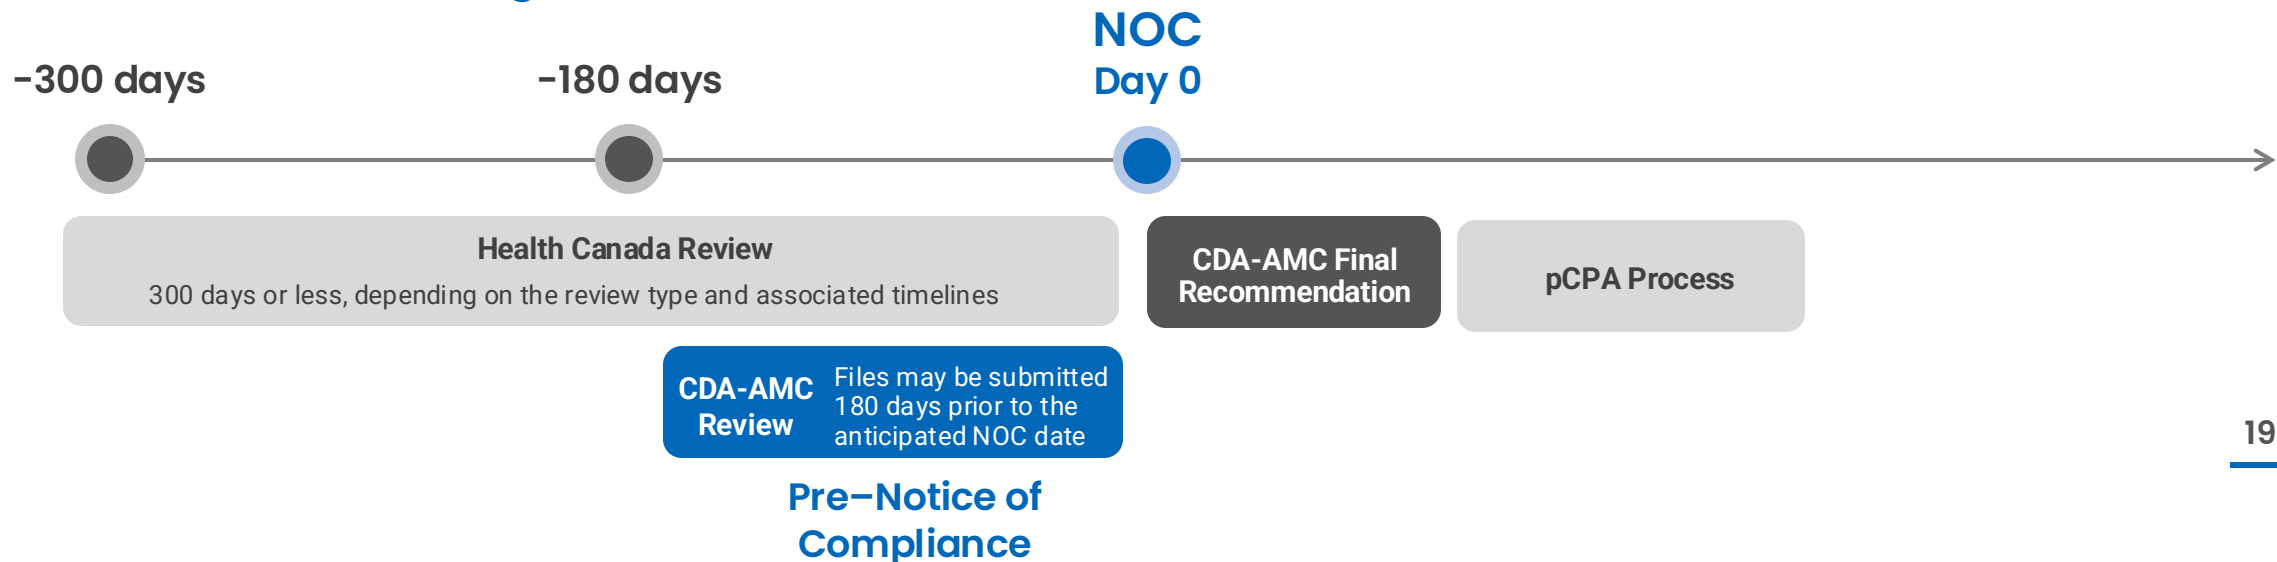 NOC
-300 days
-180 days
Day 0
Health Canada Review
300 days or less, depending on the review type and associated timelines
CDA-AMC Final
Recommendation
pCPA Process
CDA-AMC
Review
Files may be submitted
180 days prior to the
anticipated NOC date
19
Pre–Notice of
Compliance